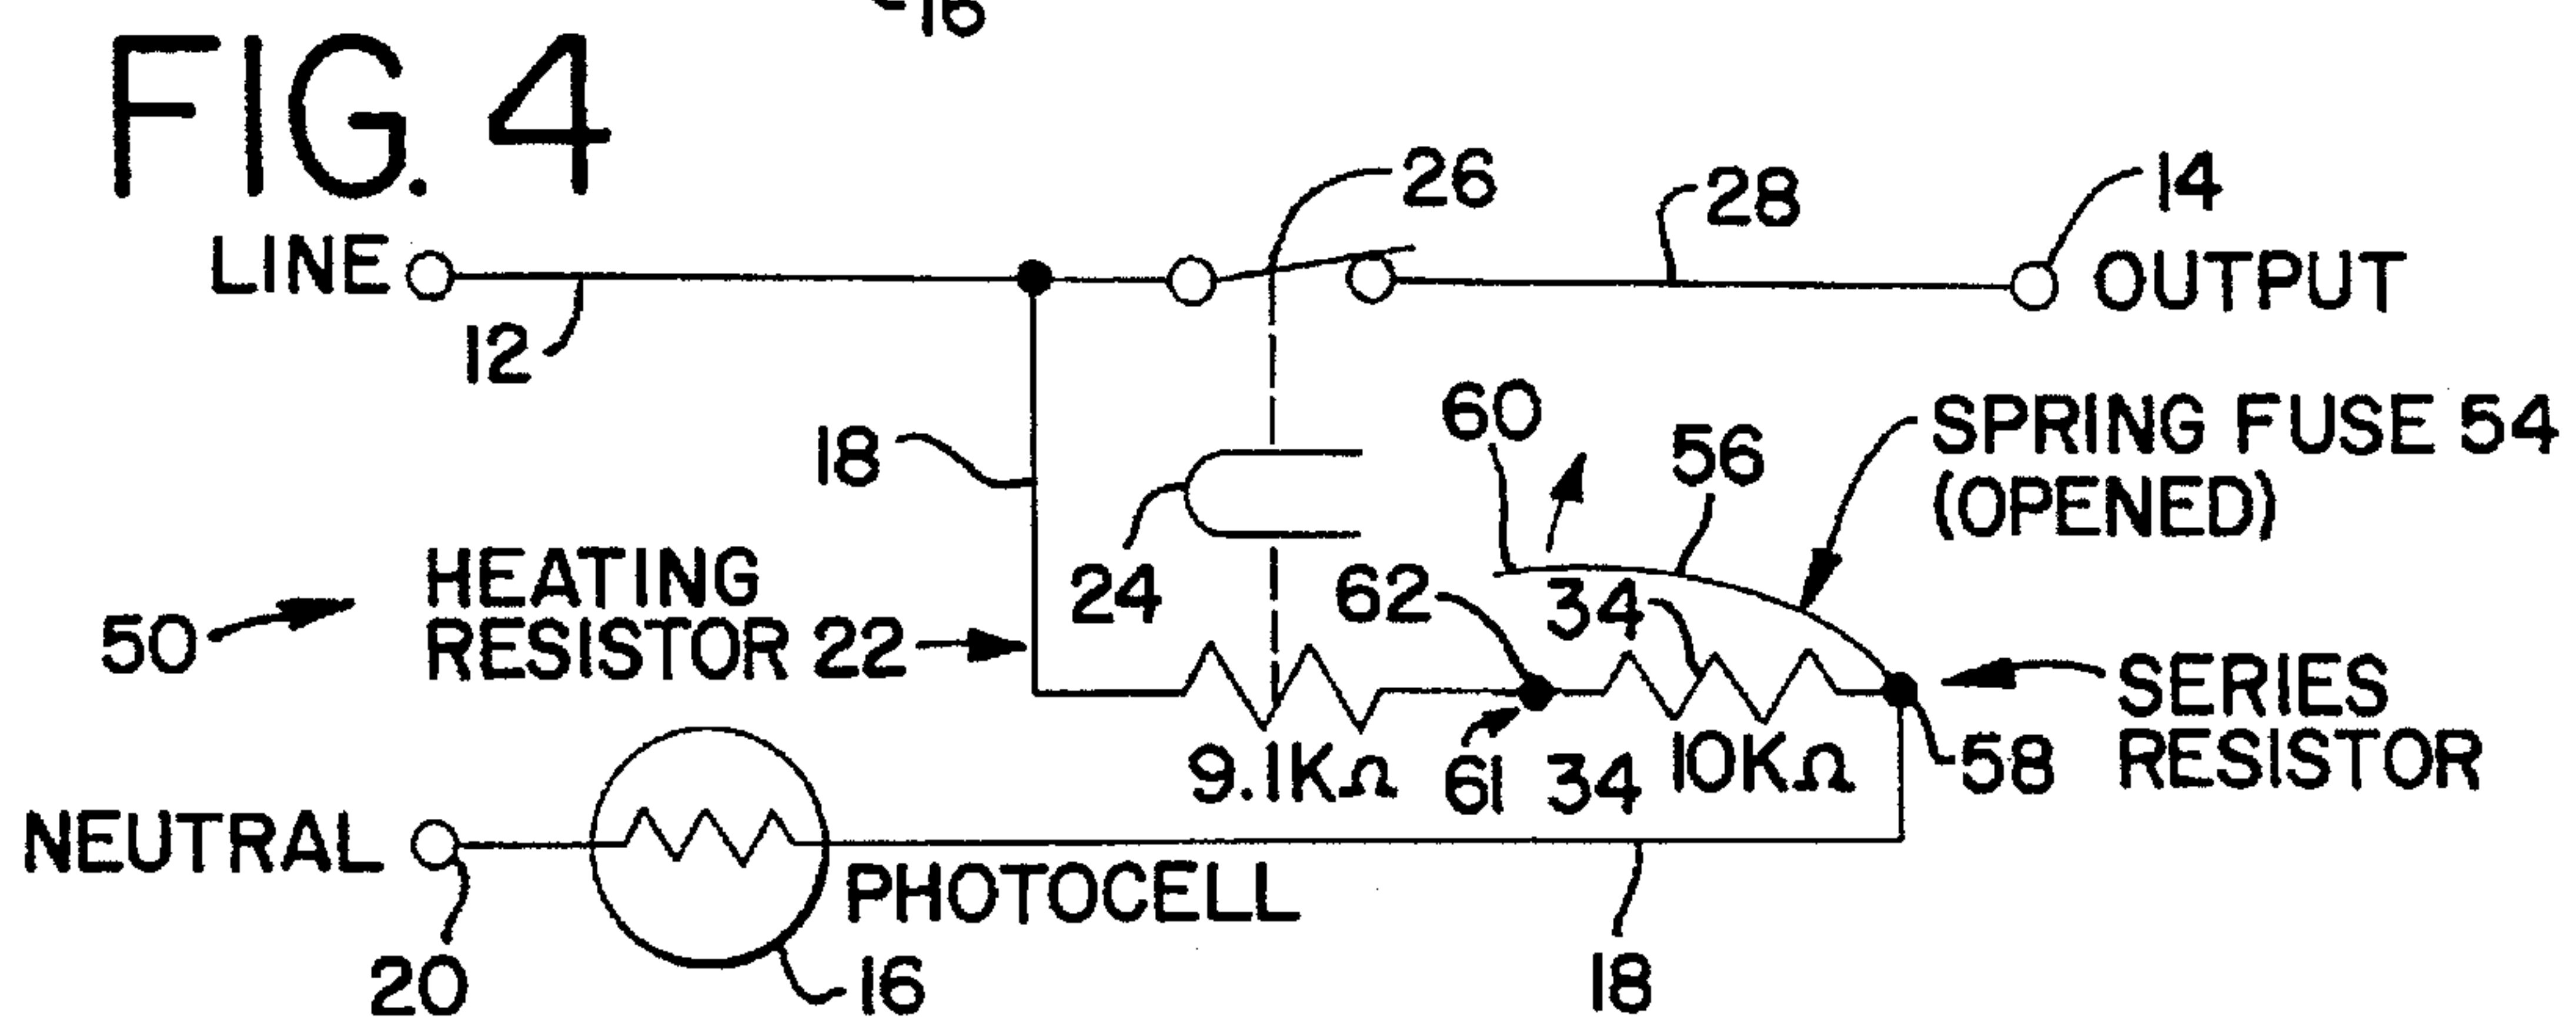 16
FIG. 4
26
28
14
LINE
OUTPUT
12
60
56
SPRING FUSE 54
(OPENED)
18
24
62
34
HEATING
RESISTOR 22
50
SERIES
RESISTOR
9.1KΩ
61
34
10KΩ
58
NEUTRAL
PHOTOCELL
20
16
18